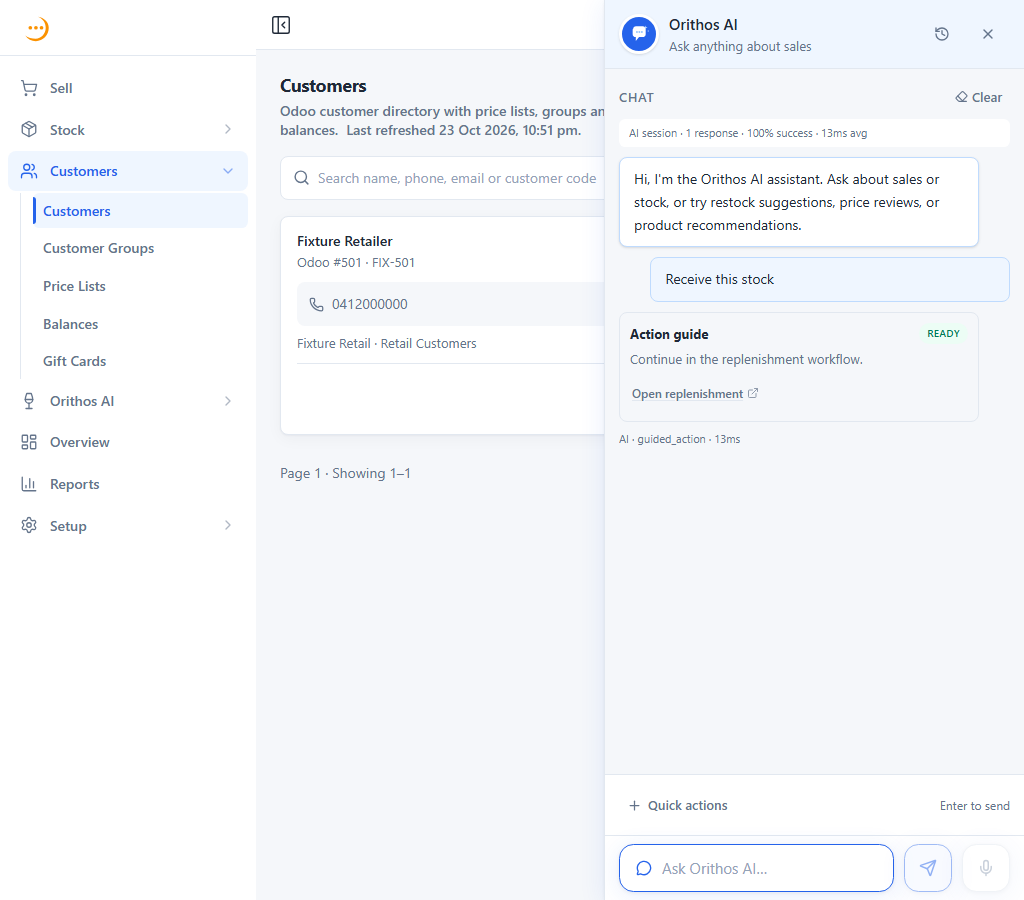 Sell
Stock
Customers
Customers
Customer Groups
Price Lists
Balances
Gift Cards
Orithos AI
Overview
Reports
Setup
Customers
Odoo customer directory with price lists, groups an
balances. Last refreshed 23 Oct 2026, 10:51 pm.
Search name, phone, email or customer code
Fixture Retailer
Odoo #501 · FIX-501
0412000000
Fixture Retail · Retail Customers
Page 1 · Showing 1–1
Orithos AI
Ask anything about sales
CHAT
Clear
AI session · 1 response · 100% success · 13ms avg
Hi, I'm the Orithos AI assistant. Ask about sales or
stock, or try restock suggestions, price reviews, or
product recommendations.
Receive this stock
Action guide
READY
Continue in the replenishment workflow.
Open replenishment
AI · guided_action · 13ms
Quick actions
Enter to send
Ask Orithos AI...